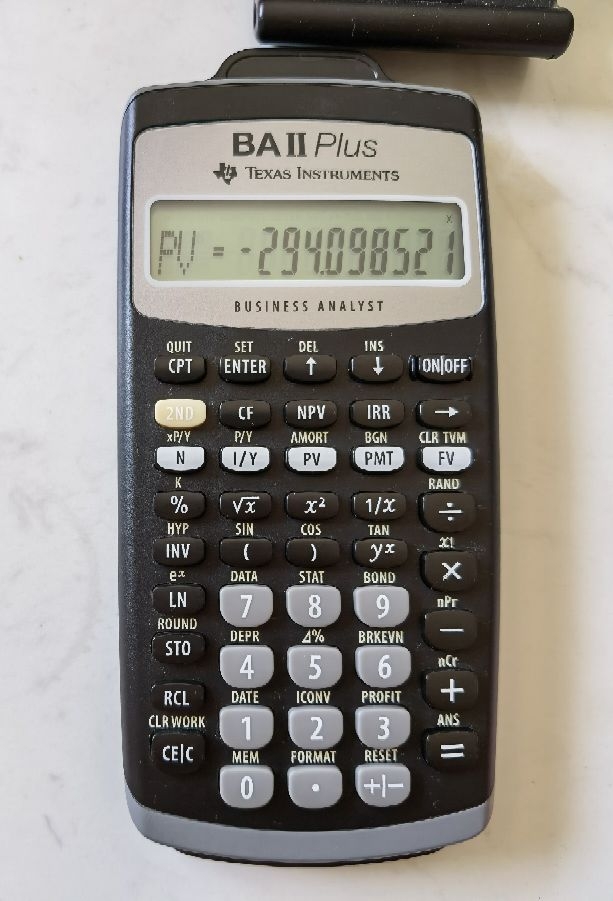 BA II Plus
TEXAS INSTRUMENTS
x
PV = -294.098521
BUSINESS ANALYST
QUIT SET DEL INS
CPT ENTER ↑ ↓ ON|OFF
2ND CF NPV IRR →
xP/Y P/Y AMORT BGN CLR TVM
N I/Y PV PMT FV
K RAND
% √x x² 1/x ÷
HYP SIN COS TAN x!
INV ( ) yˣ ×
eˣ DATA STAT BOND nPr
LN 7 8 9 −
ROUND DEPR Δ% BRKEVN nCr
STO 4 5 6 +
DATE ICONV PROFIT ANS
RCL 1 2 3 =
CLR WORK MEM FORMAT RESET
CE|C 0 . +|−